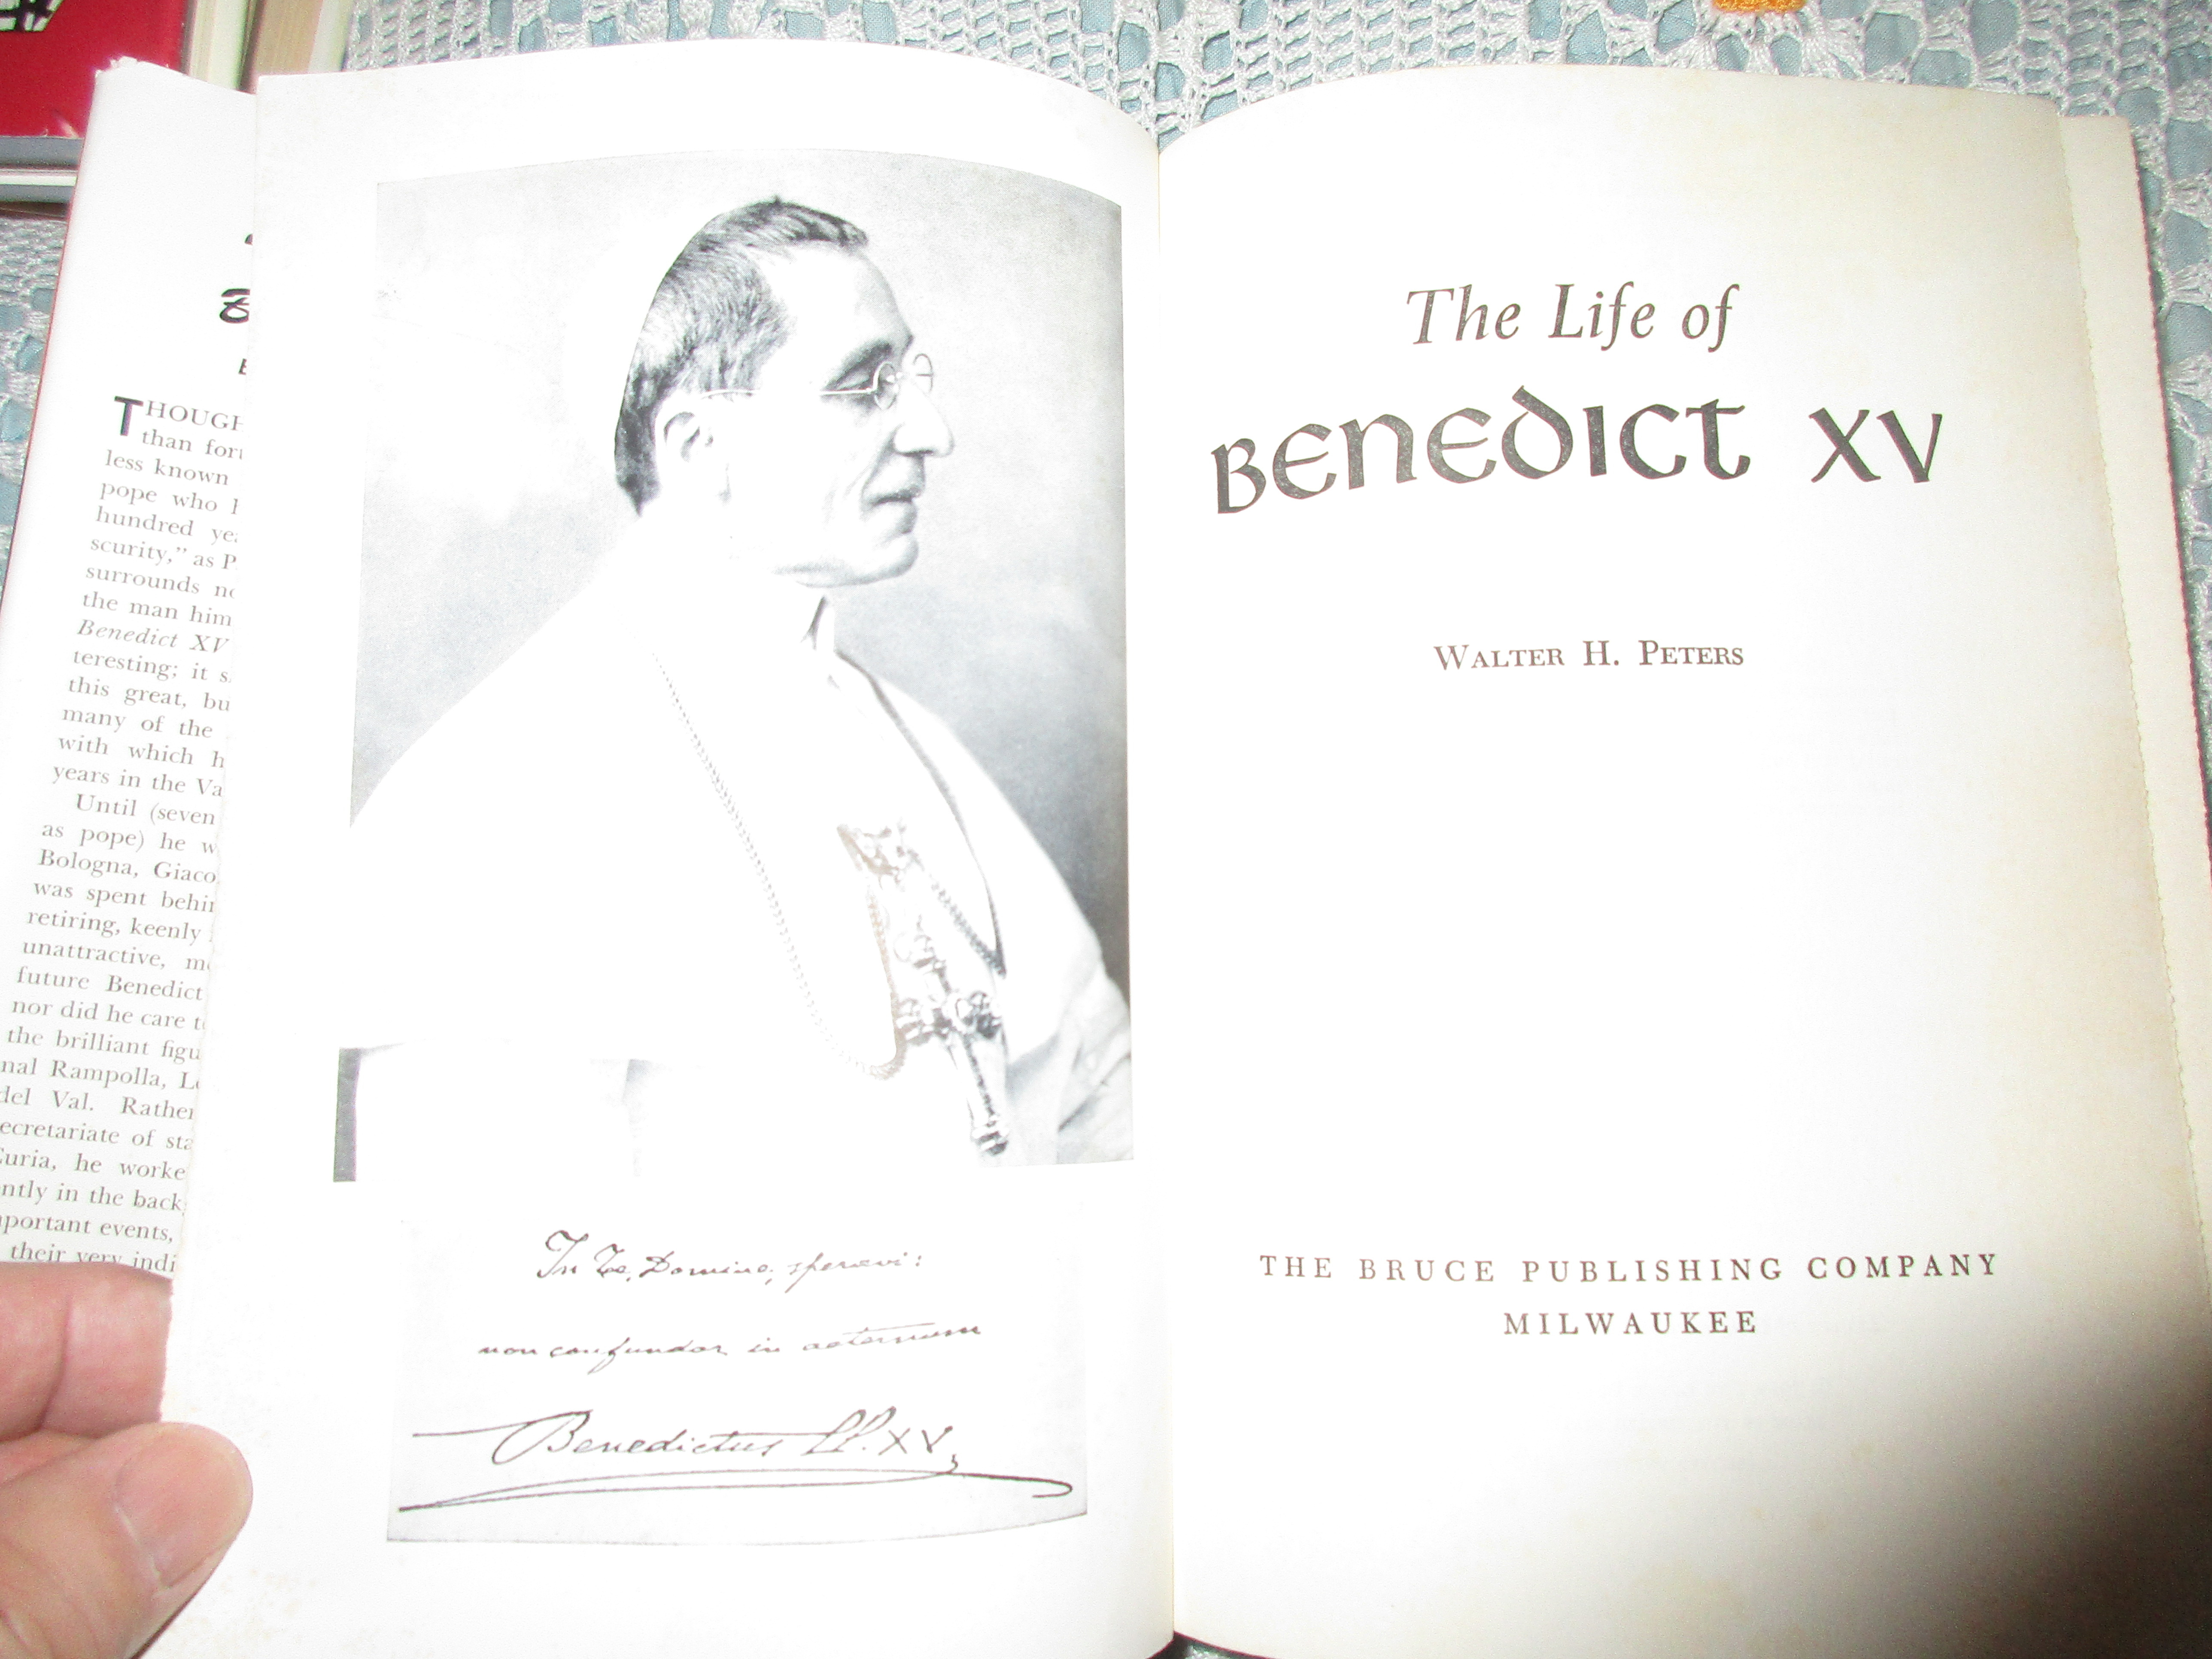 THOUGH
than for
less known
pope who
hundred ye
scurity," as P
surrounds
the man him
Benedict XV
teresting; it s
this great, bu
many of the
with which h
years in the Va
Until (seven
as pope) he w
Bologna, Giaco
was spent behin
retiring, keenly
unattractive, m
future Benedict
nor did he care t
the brilliant figu
nal Rampolla, L
del Val. Rather
ecretariate of sta
Curia, he worke
ntly in the back
portant events,
their very indi
In Te, Domine, speravi:
non confundar in aeternum
Benedictus PP. XV,
The Life of
BENEDICT XV
WALTER H. PETERS
THE BRUCE PUBLISHING COMPANY
MILWAUKEE